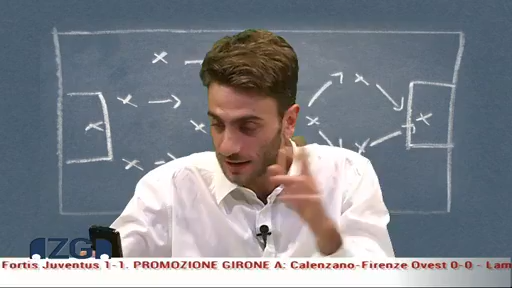 ZG
Fortis Juventus 1-1. PROMOZIONE GIRONE A: Calenzano-Firenze Ovest 0-0 - Lam